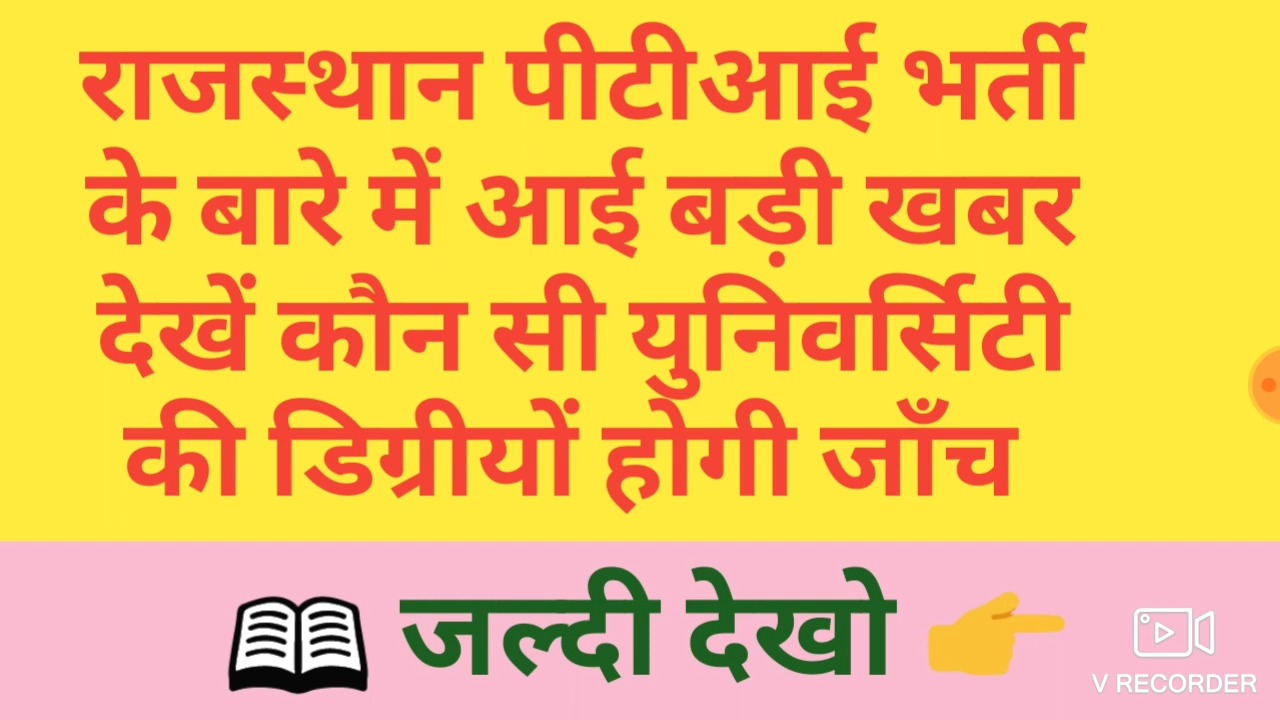 राजस्थान पीटीआई भर्ती
के बारे में आई बड़ी खबर
देखें कौन सी युनिवर्सिटी
की डिग्रीयों होगी जाँच
जल्दी देखो
V RECORDER